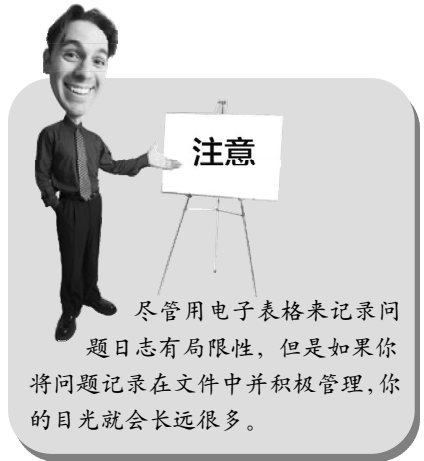 注意
尽管用电子表格来记录问
题日志有局限性，但是如果你
将问题记录在文件中并积极管理，你
的目光就会长远很多。